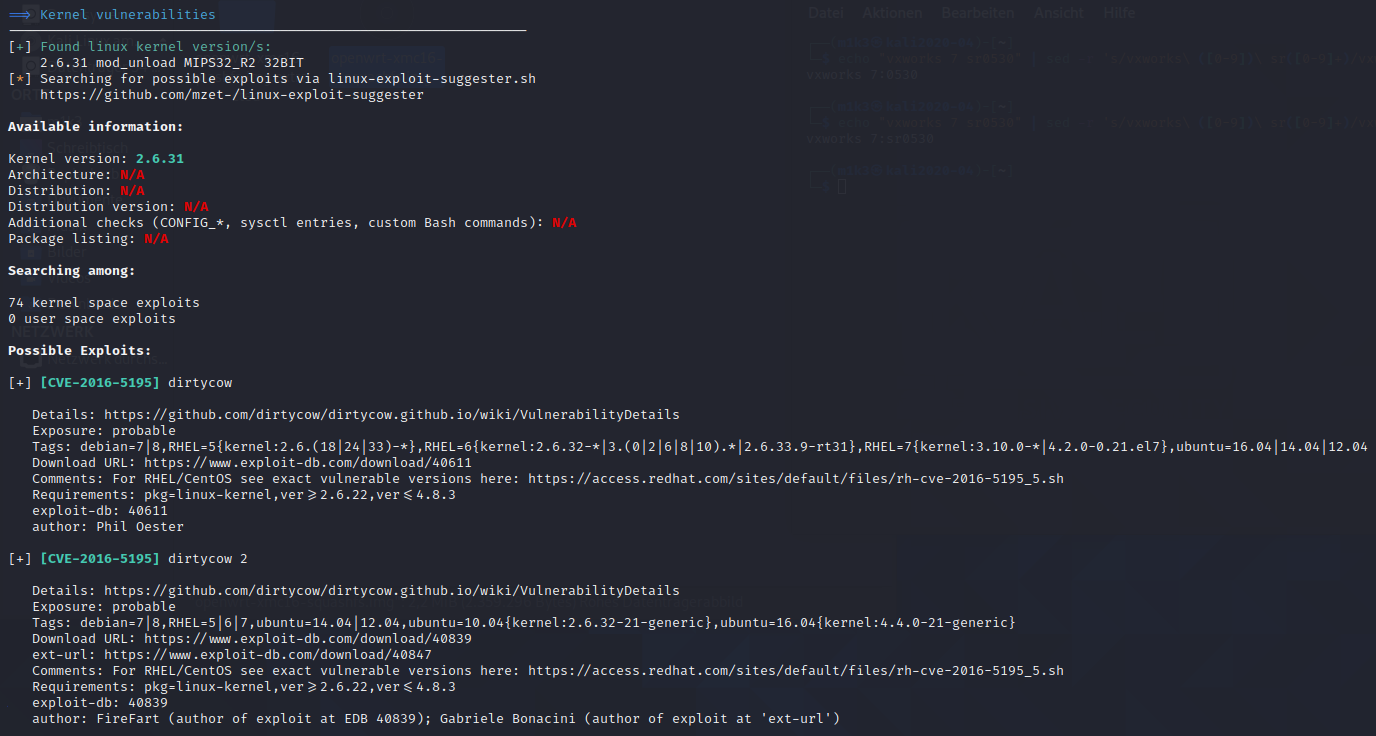 ==> Kernel vulnerabilities
[+] Found linux kernel version/s:
2.6.31 mod_unload MIPS32_R2 32BIT
[*] Searching for possible exploits via linux-exploit-suggester.sh
https://github.com/mzet-/linux-exploit-suggester
Available information:
Kernel version: 2.6.31
Architecture: N/A
Distribution: N/A
Distribution version: N/A
Additional checks (CONFIG_*, sysctl entries, custom Bash commands): N/A
Package listing: N/A
Searching among:
74 kernel space exploits
0 user space exploits
Possible Exploits:
[+] [CVE-2016-5195] dirtycow
Details: https://github.com/dirtycow/dirtycow.github.io/wiki/VulnerabilityDetails
Exposure: probable
Tags: debian=7|8,RHEL=5{kernel:2.6.(18|24|33)-*},RHEL=6{kernel:2.6.32-*|3.(0|2|6|8|10).*|2.6.33.9-rt31},RHEL=7{kernel:3.10.0-*|4.2.0-0.21.el7},ubuntu=16.04|14.04|12.04
Download URL: https://www.exploit-db.com/download/40611
Comments: For RHEL/CentOS see exact vulnerable versions here: https://access.redhat.com/sites/default/files/rh-cve-2016-5195_5.sh
Requirements: pkg=linux-kernel,ver>=2.6.22,ver<=4.8.3
exploit-db: 40611
author: Phil Oester
[+] [CVE-2016-5195] dirtycow 2
Details: https://github.com/dirtycow/dirtycow.github.io/wiki/VulnerabilityDetails
Exposure: probable
Tags: debian=7|8,RHEL=5|6|7,ubuntu=14.04|12.04,ubuntu=10.04{kernel:2.6.32-21-generic},ubuntu=16.04{kernel:4.4.0-21-generic}
Download URL: https://www.exploit-db.com/download/40839
ext-url: https://www.exploit-db.com/download/40847
Comments: For RHEL/CentOS see exact vulnerable versions here: https://access.redhat.com/sites/default/files/rh-cve-2016-5195_5.sh
Requirements: pkg=linux-kernel,ver>=2.6.22,ver<=4.8.3
exploit-db: 40839
author: FireFart (author of exploit at EDB 40839); Gabriele Bonacini (author of exploit at 'ext-url')
Datei Aktionen Bearbeiten Ansicht Hilfe
vxworks 7:0530
vxworks 7:sr0530
NETZWERK